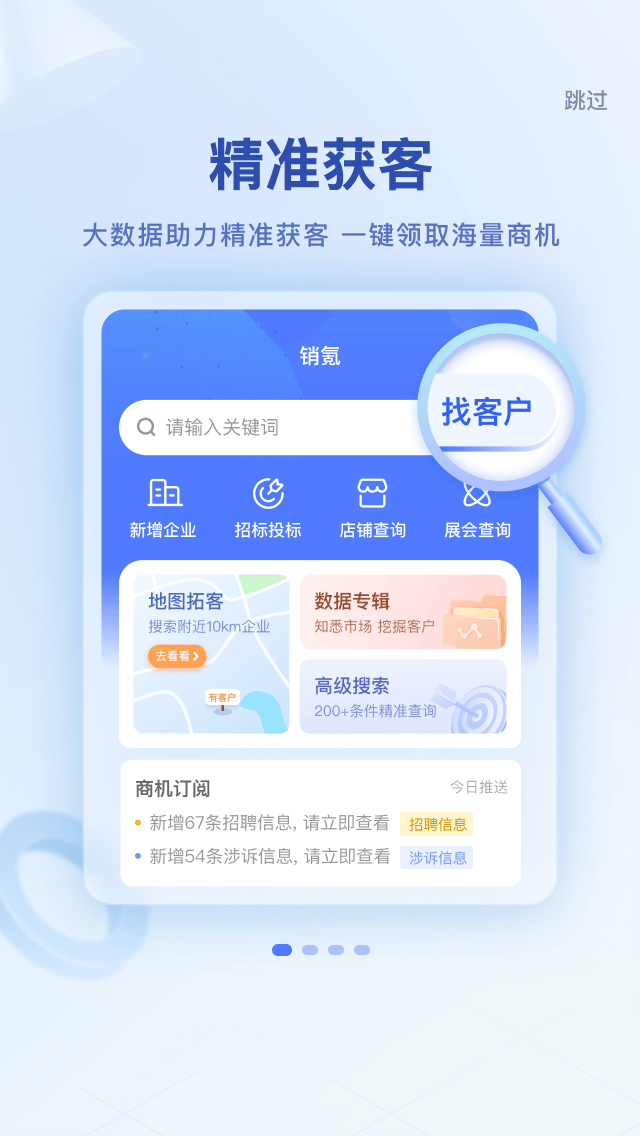 跳过
精准获客
大数据助力精准获客 一键领取海量商机
销氪
请输入关键词
找客户
新增企业 招标投标 店铺查询 展会查询
地图拓客
搜索附近10km企业
去看看
有客户
数据专辑
知悉市场 挖掘客户
高级搜索
200+条件精准查询
商机订阅 今日推送
新增67条招聘信息, 请立即查看 招聘信息
新增54条涉诉信息, 请立即查看 涉诉信息